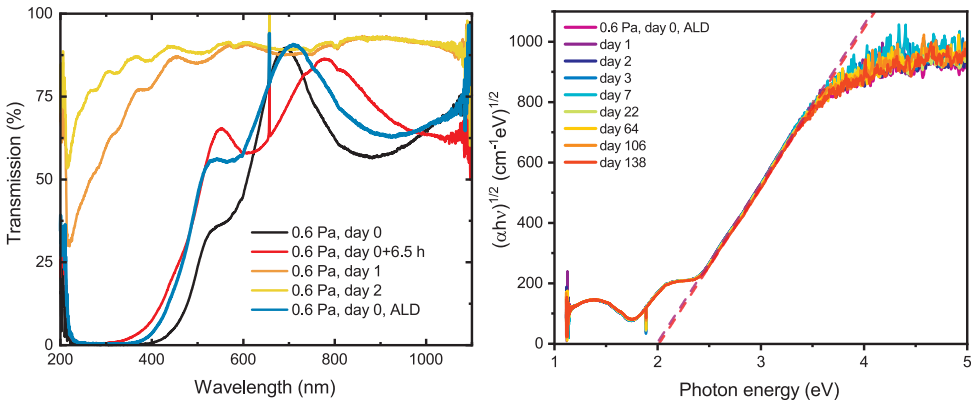 100
75
50
25
0
200
400
600
800
1000
Transmission (%)
Wavelength (nm)
0.6 Pa, day 0
0.6 Pa, day 0+6.5 h
0.6 Pa, day 1
0.6 Pa, day 2
0.6 Pa, day 0, ALD
1000
800
600
400
200
0
1
2
3
4
5
(αhν)1/2 (cm-1eV)1/2
Photon energy (eV)
0.6 Pa, day 0, ALD
day 1
day 2
day 3
day 7
day 22
day 64
day 106
day 138